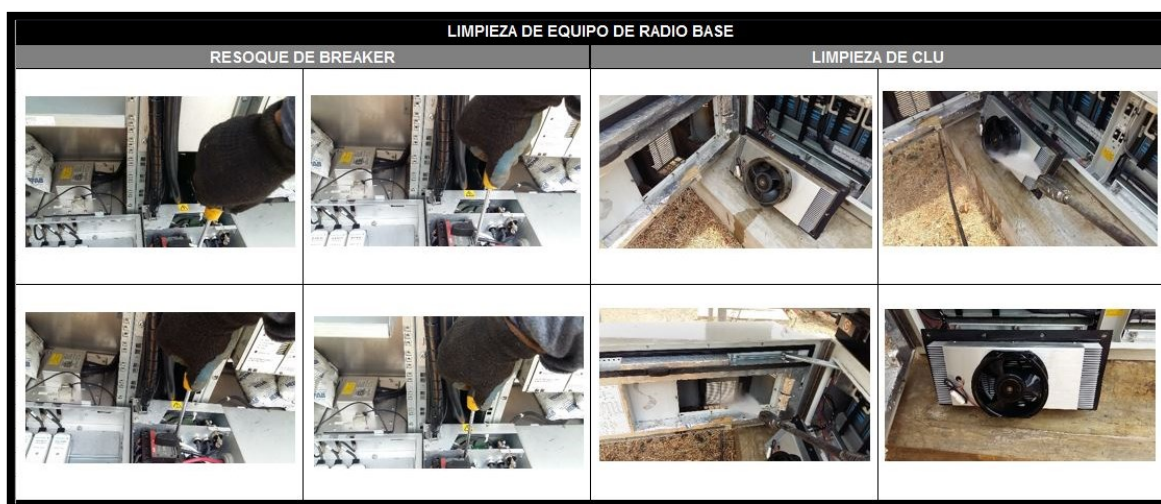 LIMPIEZA DE EQUIPO DE RADIO BASE
RESOQUE DE BREAKER
LIMPIEZA DE CLU